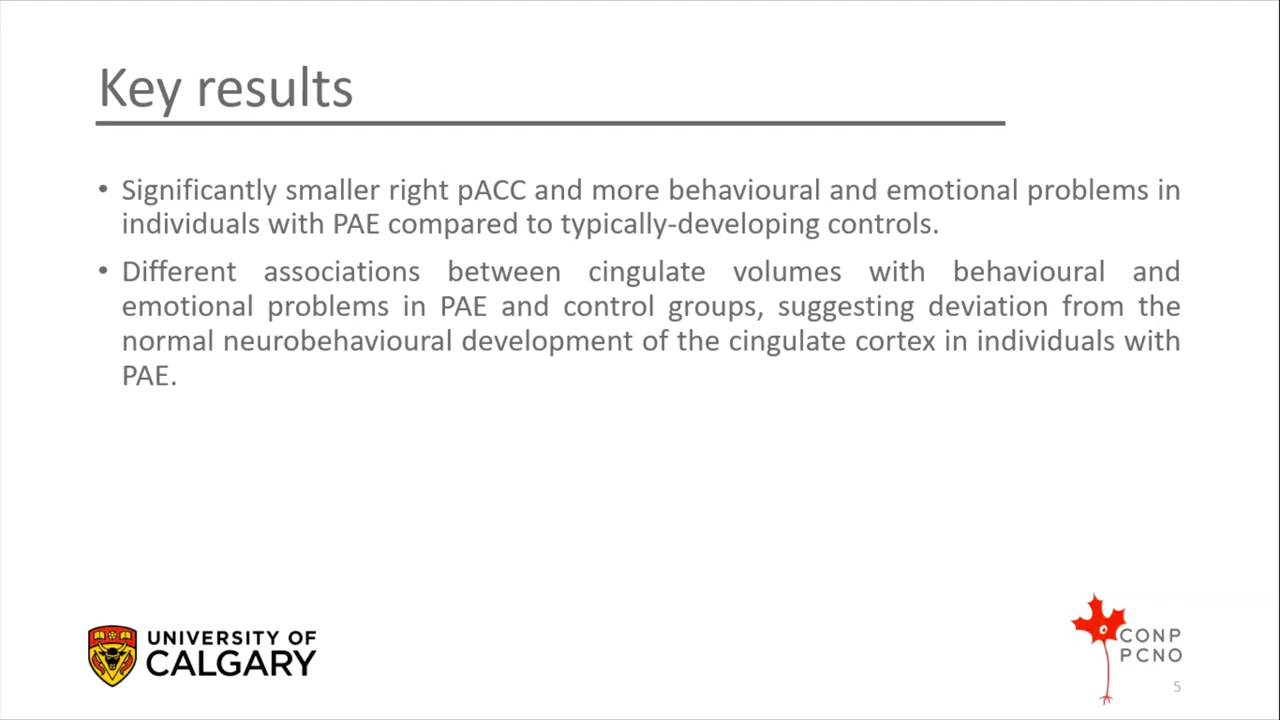 Key results
• Significantly smaller right pACC and more behavioural and emotional problems in
individuals with PAE compared to typically-developing controls.
• Different associations between cingulate volumes with behavioural and
emotional problems in PAE and control groups, suggesting deviation from the
normal neurobehavioural development of the cingulate cortex in individuals with
PAE.
UNIVERSITY OF
CALGARY
CONP
PCNO
5